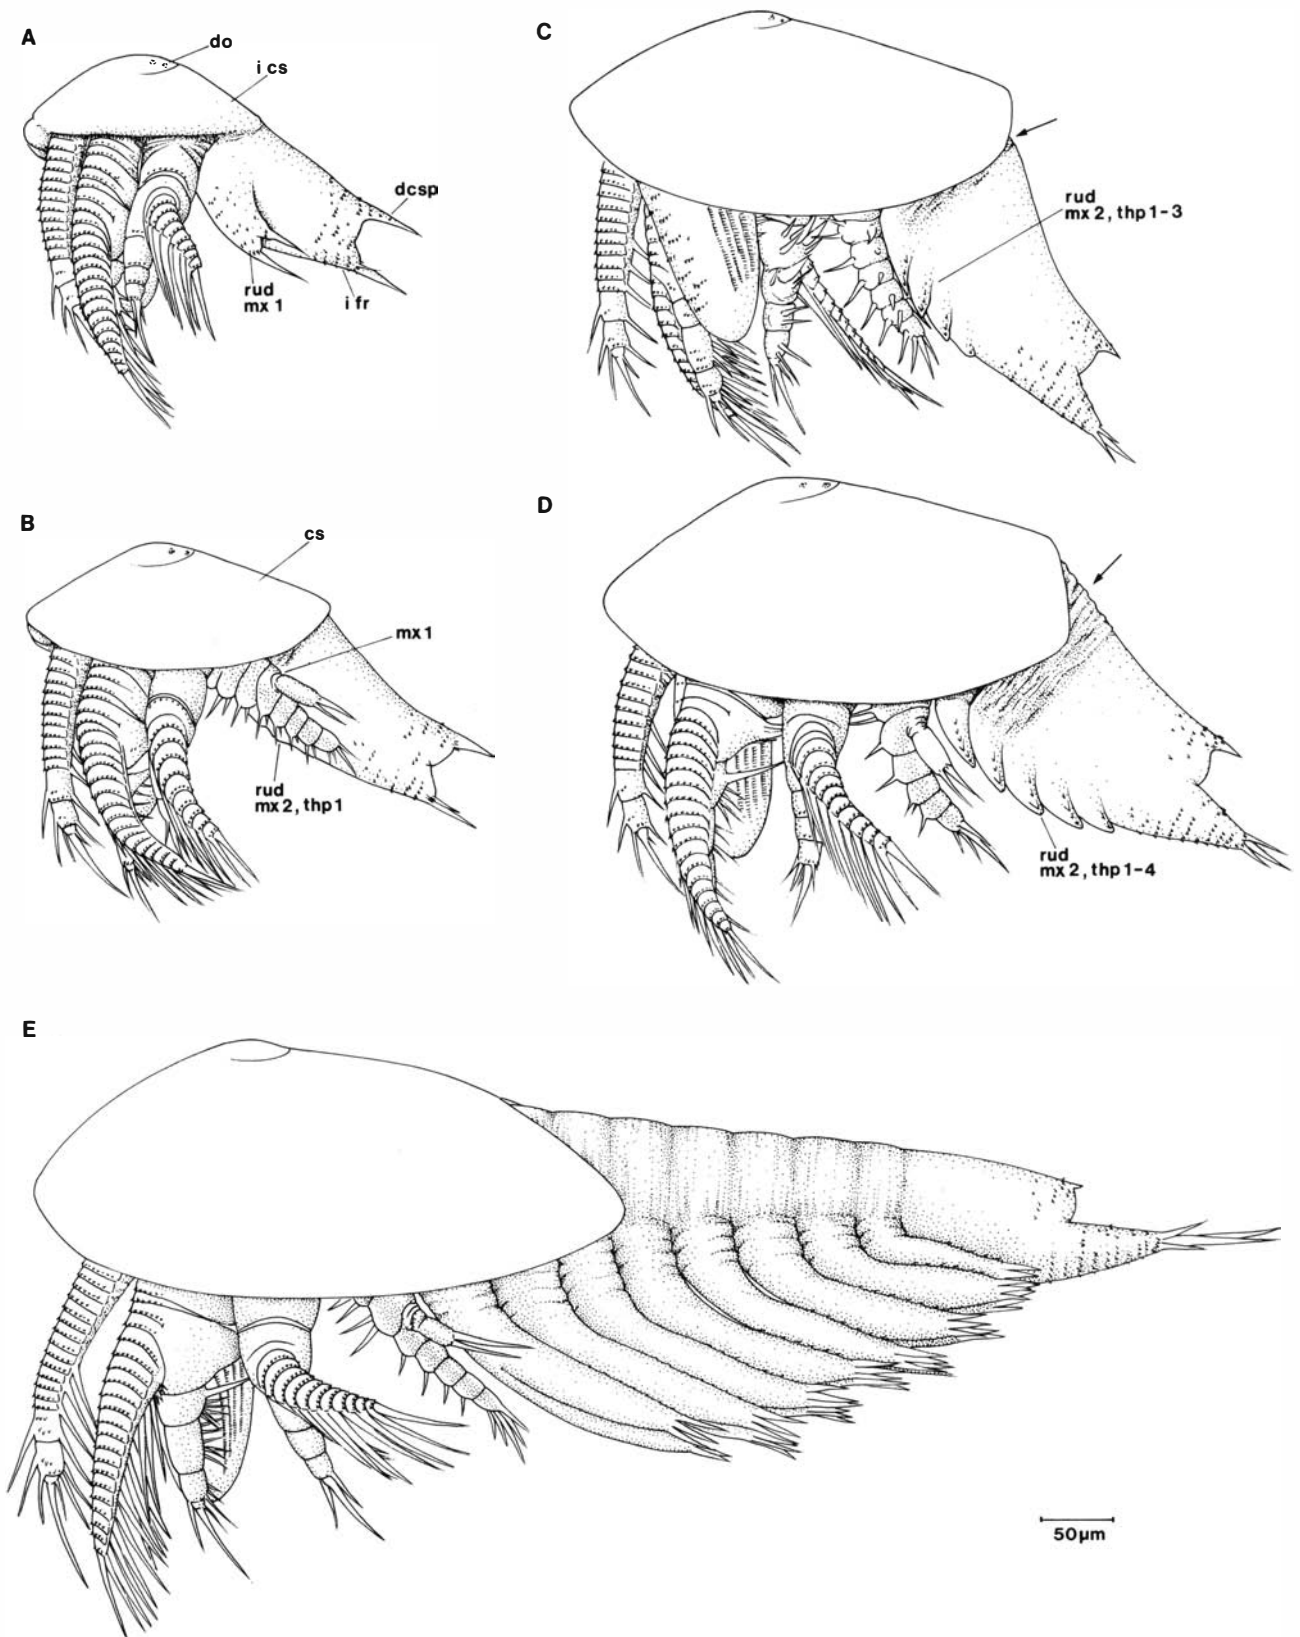 A
do
i cs
dcsp
rud
mx 1
i fr
B
cs
mx 1
rud
mx 2, thp 1
C
rud
mx 2, thp 1-3
D
rud
mx 2, thp 1-4
E
50µm